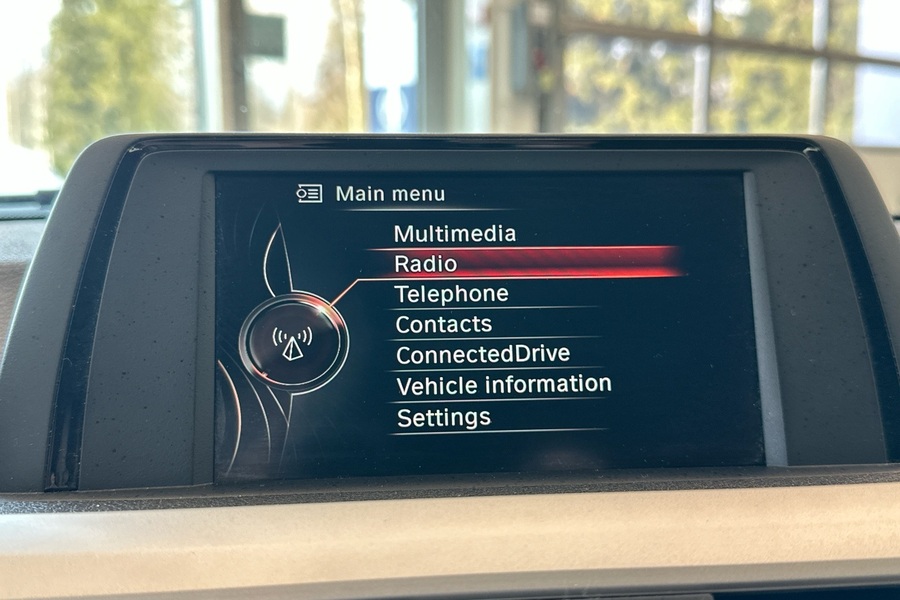 Main menu
Multimedia
Radio
Telephone
Contacts
ConnectedDrive
Vehicle information
Settings